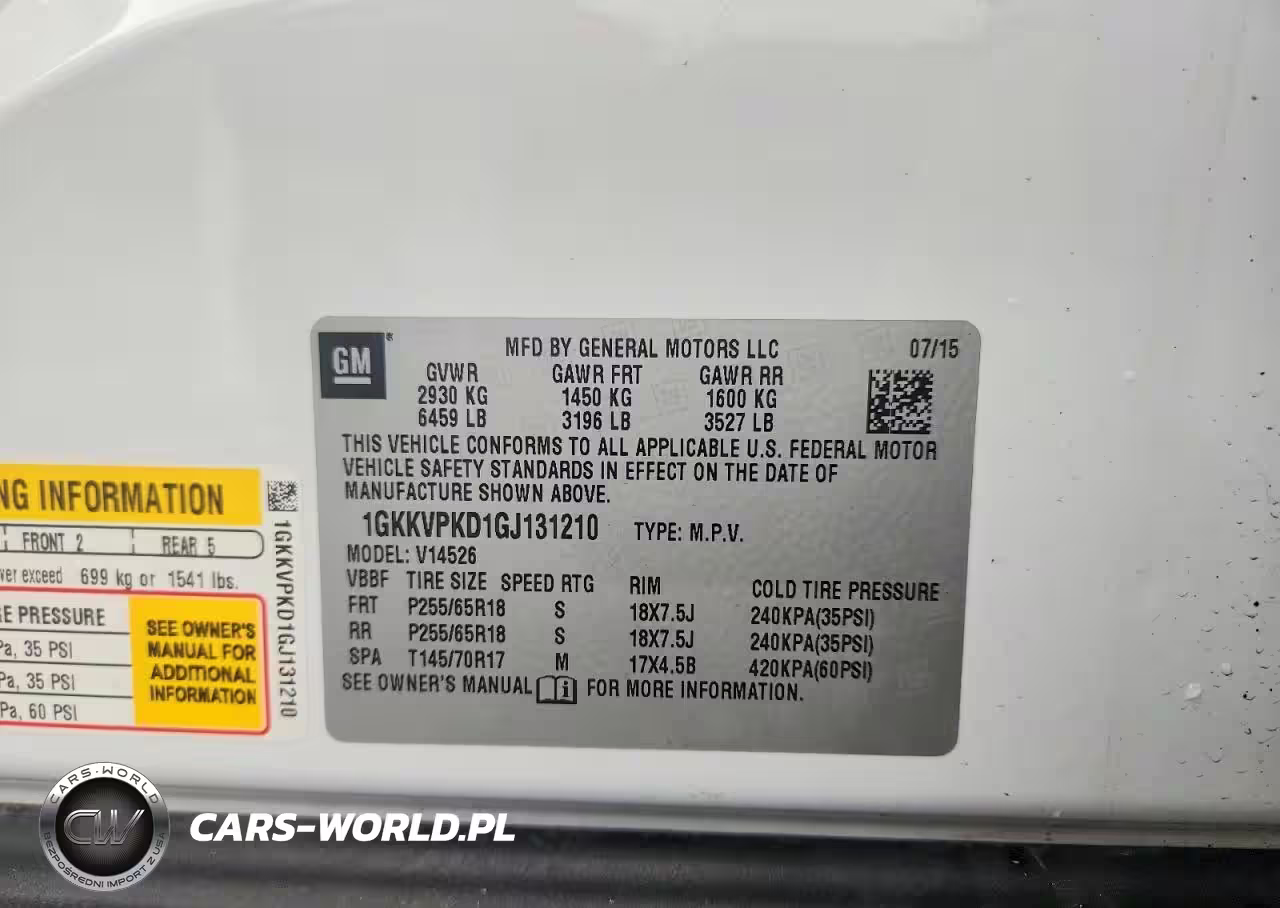 GM
MFD BY GENERAL MOTORS LLC 07/15
GVWR GAWR FRT GAWR RR
2930 KG 1450 KG 1600 KG
6459 LB 3196 LB 3527 LB
THIS VEHICLE CONFORMS TO ALL APPLICABLE U.S. FEDERAL MOTOR
VEHICLE SAFETY STANDARDS IN EFFECT ON THE DATE OF
MANUFACTURE SHOWN ABOVE.
1GKKVPKD1GJ131210 TYPE: M.P.V.
MODEL: V14526
VBBF TIRE SIZE SPEED RTG RIM COLD TIRE PRESSURE
FRT P255/65R18 S 18X7.5J 240KPA(35PSI)
RR P255/65R18 S 18X7.5J 240KPA(35PSI)
SPA T145/70R17 M 17X4.5B 420KPA(60PSI)
SEE OWNER'S MANUAL FOR MORE INFORMATION.
NG INFORMATION
FRONT 2 REAR 5
ver exceed 699 kg or 1541 lbs.
E PRESSURE
Pa, 35 PSI
Pa, 35 PSI
Pa, 60 PSI
SEE OWNER'S
MANUAL FOR
ADDITIONAL
INFORMATION
1GKKVPKD1GJ131210
CARS-WORLD
CW
BEZPOŚREDNI IMPORT Z USA
CARS-WORLD.PL